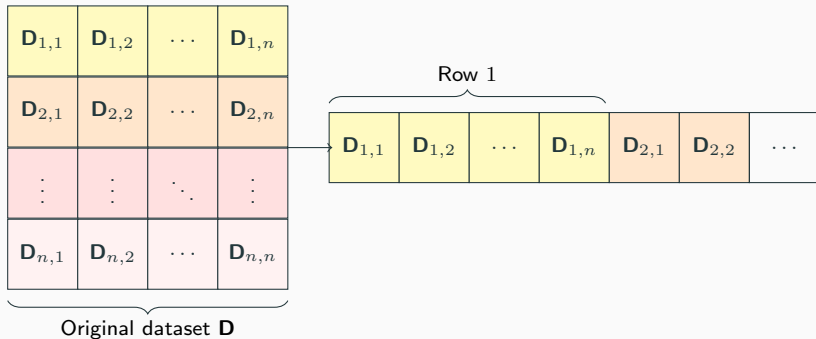 D1,1 D1,2 ... D1,n
D2,1 D2,2 ... D2,n
⋮ ⋮ ⋱ ⋮
Dn,1 Dn,2 ... Dn,n
Original dataset D
Row 1
D1,1 D1,2 ... D1,n D2,1 D2,2 ...